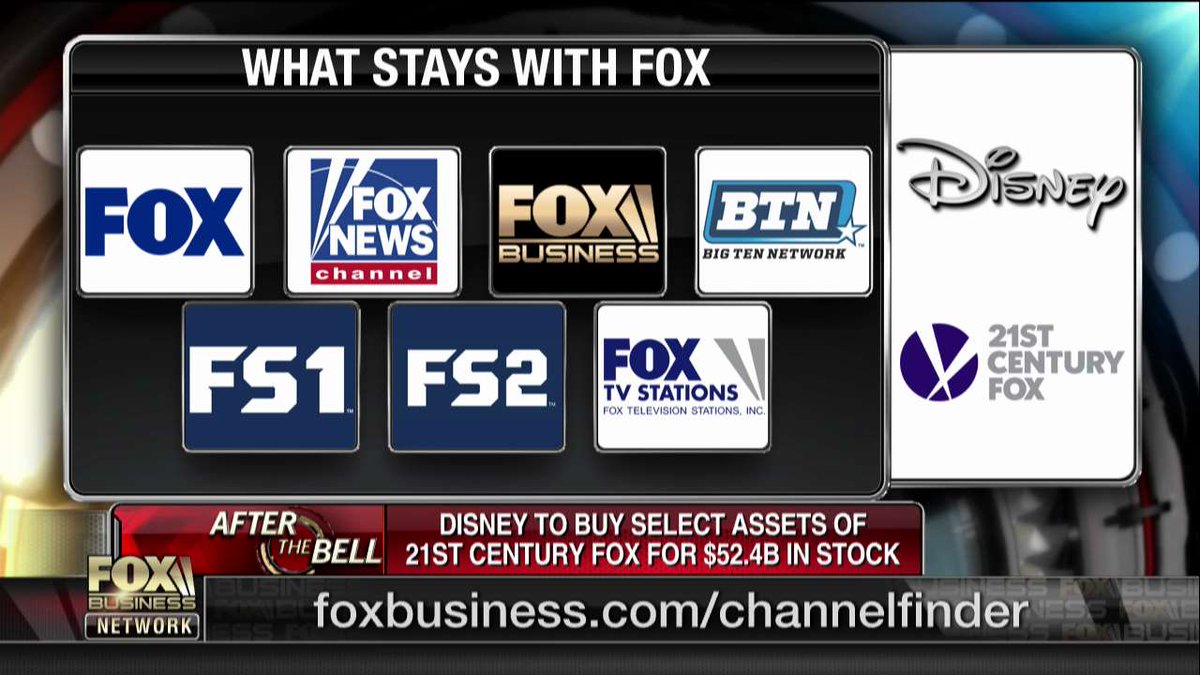 WHAT STAYS WITH FOX
FOX
FOX
NEWS
channel
FOX
BUSINESS
BTN
BIG TEN NETWORK
FS1
FS2
FOX
TV STATIONS
FOX TELEVISION STATIONS, INC.
DISNEY
21ST
CENTURY
FOX
AFTER
THE BELL
DISNEY TO BUY SELECT ASSETS OF
21ST CENTURY FOX FOR $52.4B IN STOCK
FOX
BUSINESS
NETWORK
foxbusiness.com/channelfinder